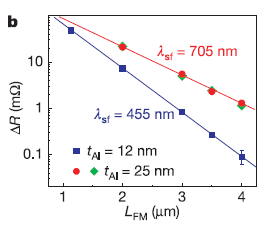 b
λsf = 705 nm
10
ΔR (mΩ)
1
λsf = 455 nm
tAl = 12 nm
0.1
tAl = 25 nm
1 2 3 4
LFM (μm)